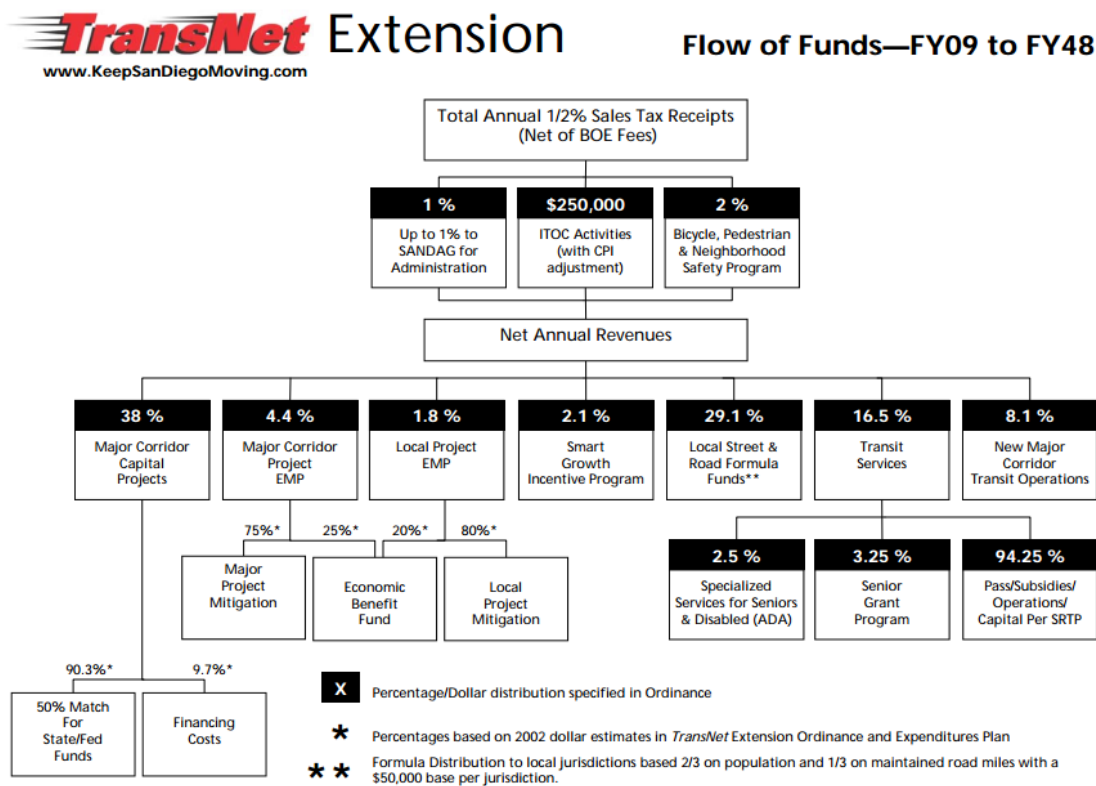 TransNet Extension
www.KeepSanDiegoMoving.com
Flow of Funds—FY09 to FY48
Total Annual 1/2% Sales Tax Receipts
(Net of BOE Fees)
1 %
Up to 1% to
SANDAG for
Administration
$250,000
ITOC Activities
(with CPI
adjustment)
2 %
Bicycle, Pedestrian
& Neighborhood
Safety Program
Net Annual Revenues
38 %
Major Corridor
Capital
Projects
4.4 %
Major Corridor
Project
EMP
1.8 %
Local Project
EMP
2.1 %
Smart
Growth
Incentive Program
29.1 %
Local Street &
Road Formula
Funds**
16.5 %
Transit
Services
8.1 %
New Major
Corridor
Transit Operations
75%*
25%*
20%*
80%*
Major
Project
Mitigation
Economic
Benefit
Fund
Local
Project
Mitigation
2.5 %
Specialized
Services for Seniors
& Disabled (ADA)
3.25 %
Senior
Grant
Program
94.25 %
Pass/Subsidies/
Operations/
Capital Per SRTP
90.3%*
9.7%*
50% Match
For
State/Fed
Funds
Financing
Costs
X Percentage/Dollar distribution specified in Ordinance
* Percentages based on 2002 dollar estimates in TransNet Extension Ordinance and Expenditures Plan
** Formula Distribution to local jurisdictions based 2/3 on population and 1/3 on maintained road miles with a
$50,000 base per jurisdiction.